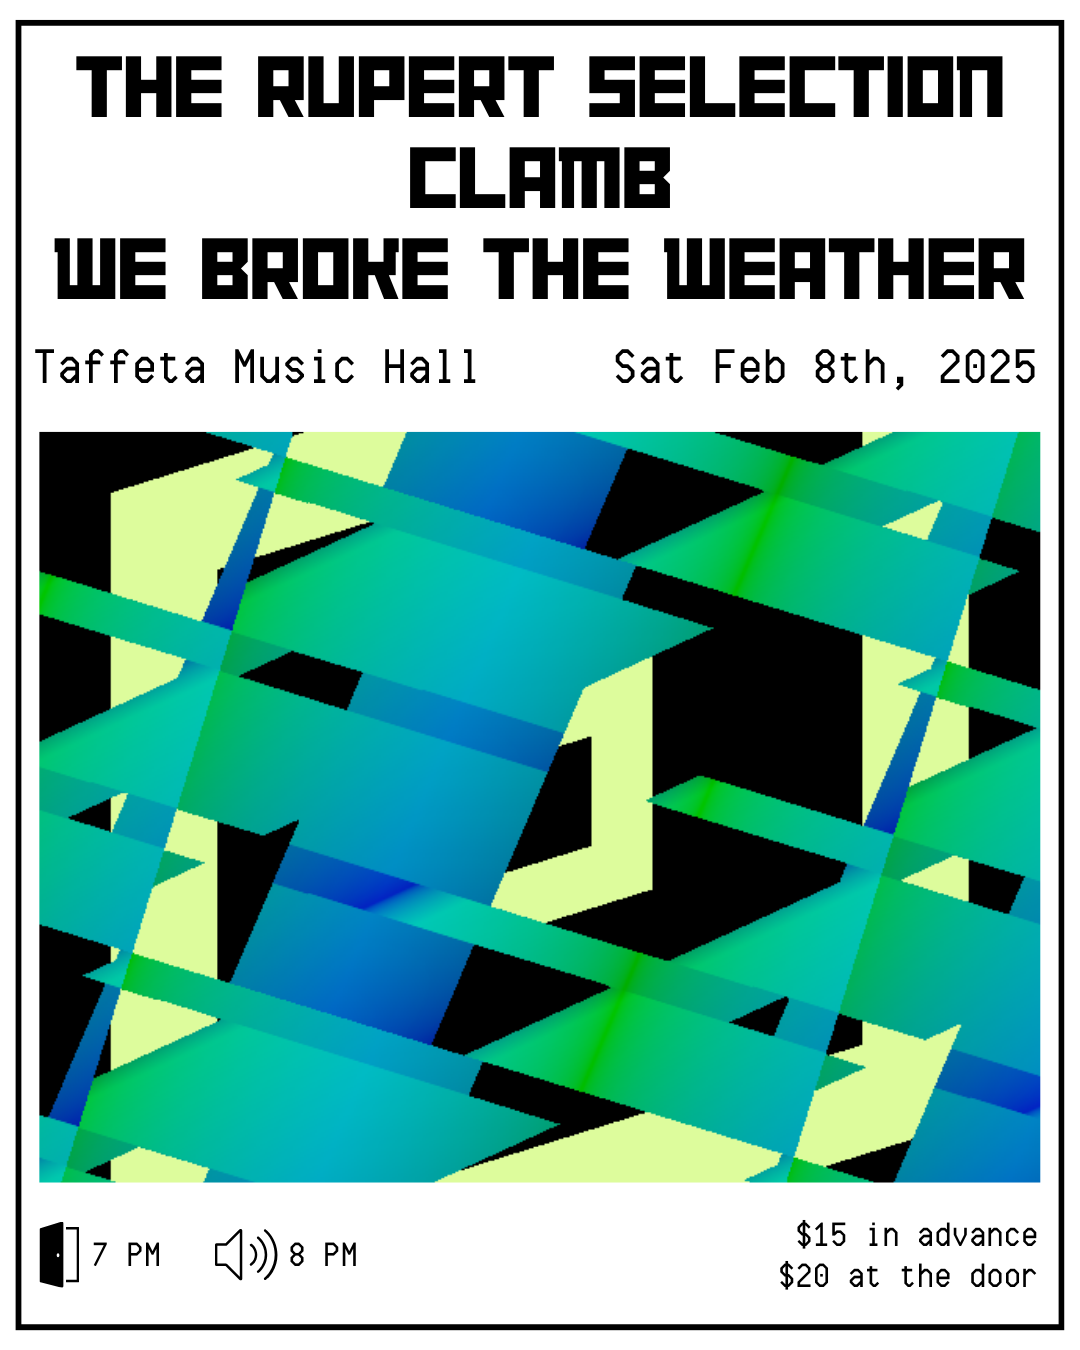 THE RUPERT SELECTION
CLAMB
WE BROKE THE WEATHER
Taffeta Music Hall Sat Feb 8th, 2025
7 PM 8 PM
$15 in advance
$20 at the door